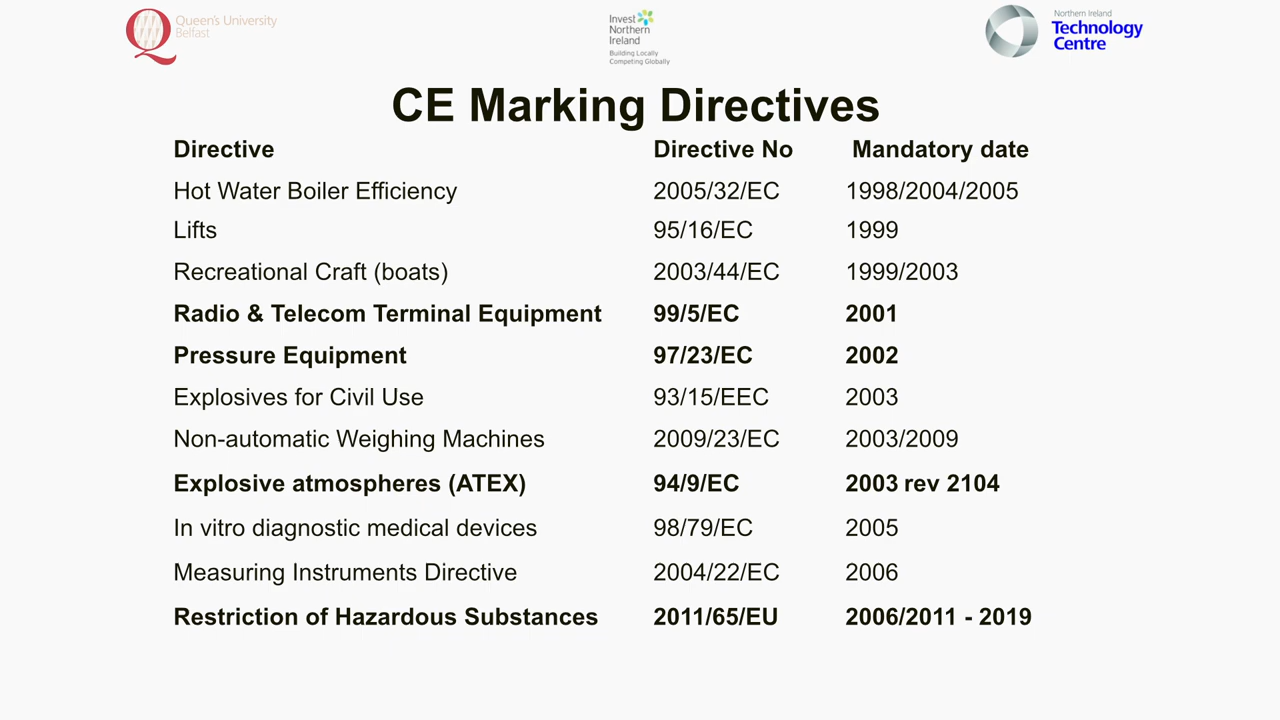 Queen's University
Belfast
Invest
Northern
Ireland
Building Locally
Competing Globally
Northern Ireland
Technology
Centre
CE Marking Directives
Directive Directive No Mandatory date
Hot Water Boiler Efficiency 2005/32/EC 1998/2004/2005
Lifts 95/16/EC 1999
Recreational Craft (boats) 2003/44/EC 1999/2003
Radio & Telecom Terminal Equipment 99/5/EC 2001
Pressure Equipment 97/23/EC 2002
Explosives for Civil Use 93/15/EEC 2003
Non-automatic Weighing Machines 2009/23/EC 2003/2009
Explosive atmospheres (ATEX) 94/9/EC 2003 rev 2104
In vitro diagnostic medical devices 98/79/EC 2005
Measuring Instruments Directive 2004/22/EC 2006
Restriction of Hazardous Substances 2011/65/EU 2006/2011 - 2019